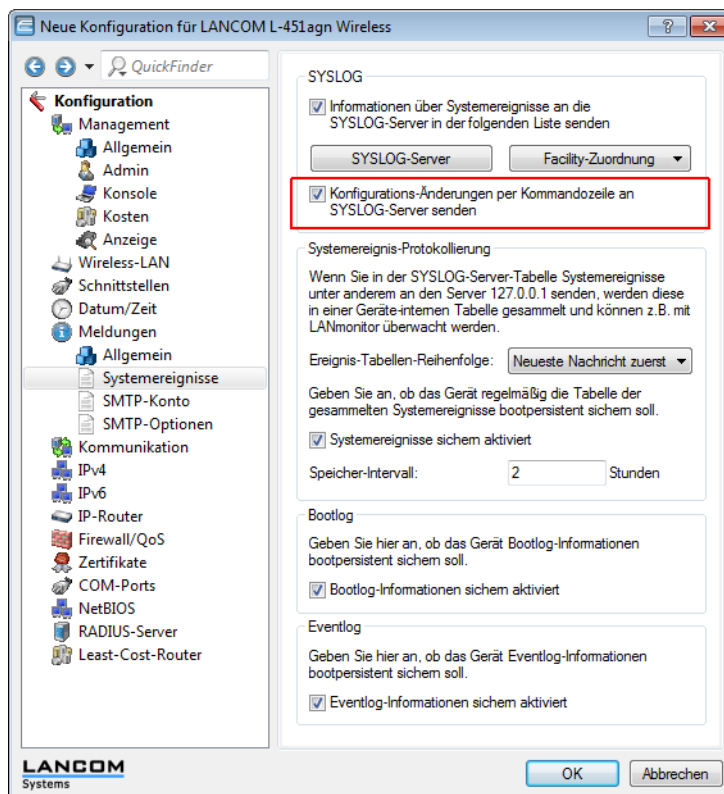 Neue Konfiguration für LANCOM L-451agn Wireless
QuickFinder
Konfiguration
Management
Allgemein
Admin
Konsole
Kosten
Anzeige
Wireless-LAN
Schnittstellen
Datum/Zeit
Meldungen
Allgemein
Systemereignisse
SMTP-Konto
SMTP-Optionen
Kommunikation
IPv4
IPv6
IP-Router
Firewall/QoS
Zertifikate
COM-Ports
NetBIOS
RADIUS-Server
Least-Cost-Router
SYSLOG
Informationen über Systemereignisse an die
SYSLOG-Server in der folgenden Liste senden
SYSLOG-Server
Facility-Zuordnung
Konfigurations-Änderungen per Kommandozeile an
SYSLOG-Server senden
Systemereignis-Protokollierung
Wenn Sie in der SYSLOG-Server-Tabelle Systemereignisse
unter anderem an den Server 127.0.0.1 senden, werden diese
in einer Geräte-internen Tabelle gesammelt und können z.B. mit
LANmonitor überwacht werden.
Ereignis-Tabellen-Reihenfolge: Neueste Nachricht zuerst
Geben Sie an, ob das Gerät regelmäßig die Tabelle der
gesammelten Systemereignisse bootpersistent sichern soll.
Systemereignisse sichern aktiviert
Speicher-Intervall: 2 Stunden
Bootlog
Geben Sie hier an, ob das Gerät Bootlog-Informationen
bootpersistent sichern soll.
Bootlog-Informationen sichern aktiviert
Eventlog
Geben Sie hier an, ob das Gerät Eventlog-Informationen
bootpersistent sichern soll.
Eventlog-Informationen sichern aktiviert
LANCOM
Systems
OK
Abbrechen